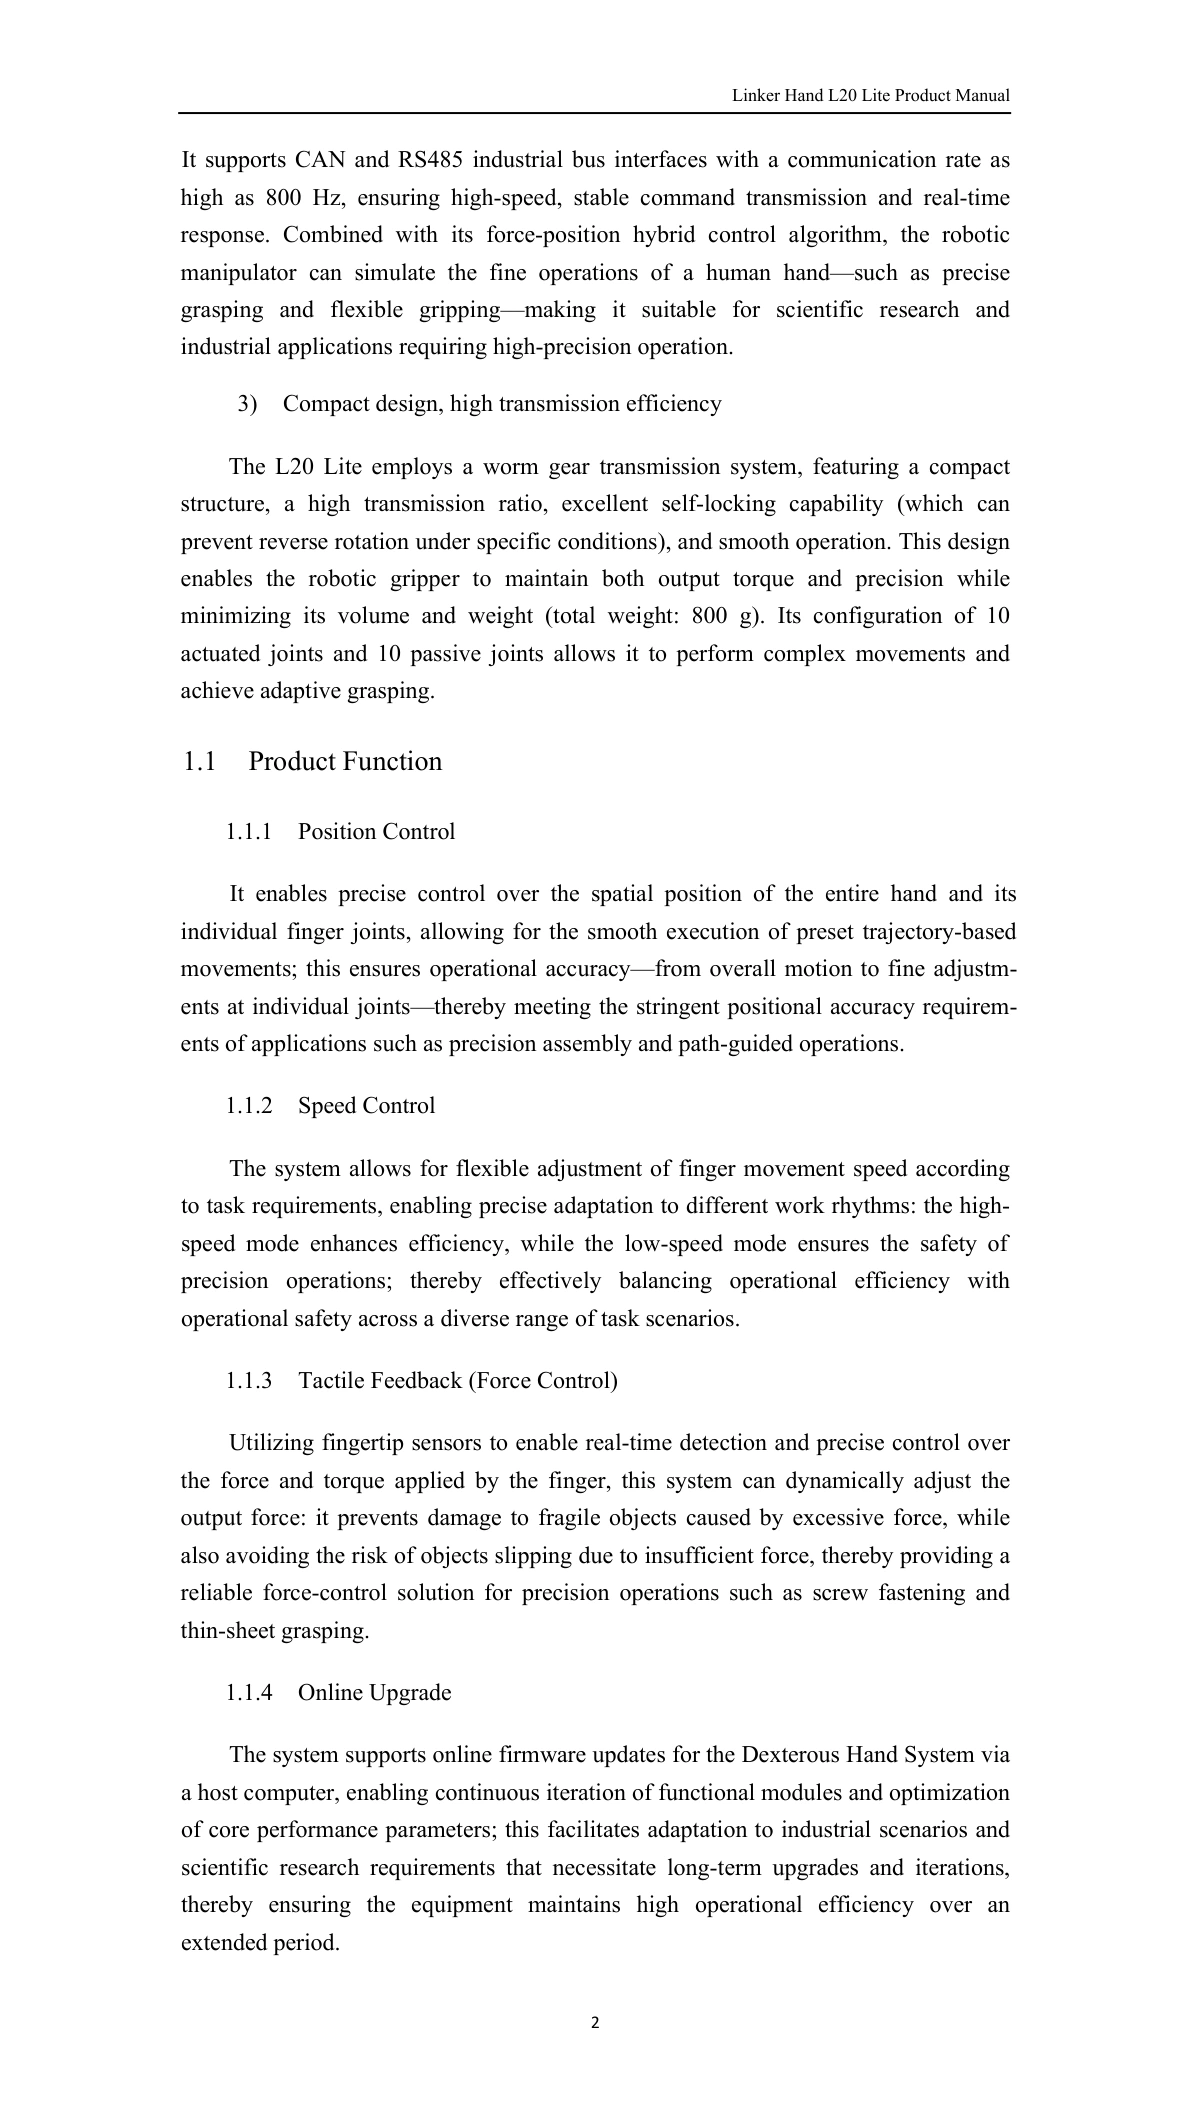 Linker Hand L20 Lite Product Manual
It supports CAN and RS485 industrial bus interfaces with a communication rate as
high as 800 Hz, ensuring high-speed, stable command transmission and real-time
response. Combined with its force-position hybrid control algorithm, the robotic
manipulator can simulate the fine operations of a human hand—such as precise
grasping and flexible gripping—making it suitable for scientific research and
industrial applications requiring high-precision operation.
3) Compact design, high transmission efficiency
The L20 Lite employs a worm gear transmission system, featuring a compact
structure, a high transmission ratio, excellent self-locking capability (which can
prevent reverse rotation under specific conditions), and smooth operation. This design
enables the robotic gripper to maintain both output torque and precision while
minimizing its volume and weight (total weight: 800 g). Its configuration of 10
actuated joints and 10 passive joints allows it to perform complex movements and
achieve adaptive grasping.
1.1 Product Function
1.1.1 Position Control
It enables precise control over the spatial position of the entire hand and its
individual finger joints, allowing for the smooth execution of preset trajectory-based
movements; this ensures operational accuracy—from overall motion to fine adjustm-
ents at individual joints—thereby meeting the stringent positional accuracy requirem-
ents of applications such as precision assembly and path-guided operations.
1.1.2 Speed Control
The system allows for flexible adjustment of finger movement speed according
to task requirements, enabling precise adaptation to different work rhythms: the high-
speed mode enhances efficiency, while the low-speed mode ensures the safety of
precision operations; thereby effectively balancing operational efficiency with
operational safety across a diverse range of task scenarios.
1.1.3 Tactile Feedback (Force Control)
Utilizing fingertip sensors to enable real-time detection and precise control over
the force and torque applied by the finger, this system can dynamically adjust the
output force: it prevents damage to fragile objects caused by excessive force, while
also avoiding the risk of objects slipping due to insufficient force, thereby providing a
reliable force-control solution for precision operations such as screw fastening and
thin-sheet grasping.
1.1.4 Online Upgrade
The system supports online firmware updates for the Dexterous Hand System via
a host computer, enabling continuous iteration of functional modules and optimization
of core performance parameters; this facilitates adaptation to industrial scenarios and
scientific research requirements that necessitate long-term upgrades and iterations,
thereby ensuring the equipment maintains high operational efficiency over an
extended period.
2